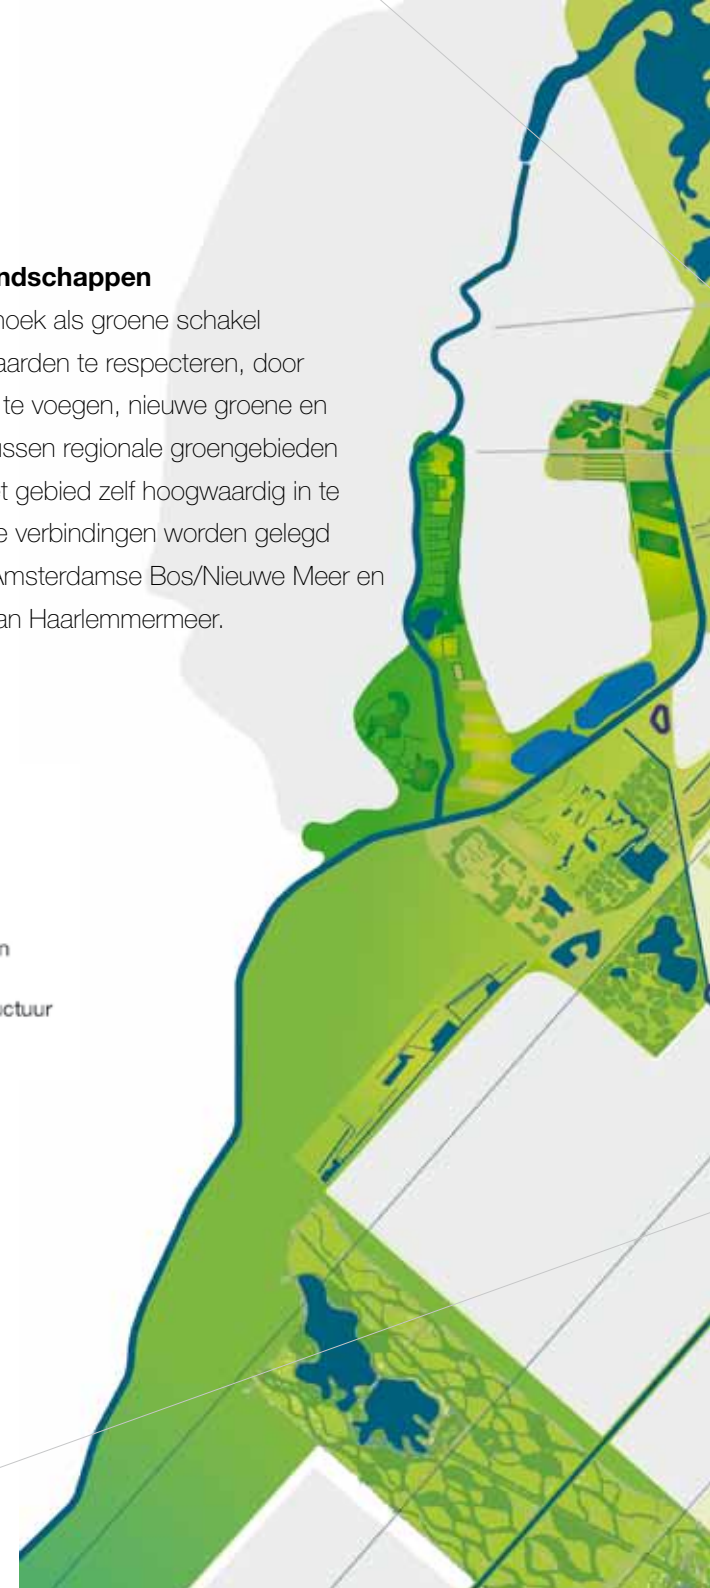 ndschappen
noek als groene schakel
aarden te respecteren, door
te voegen, nieuwe groene en
ussen regionale groengebieden
t gebied zelf hoogwaardig in te
e verbindingen worden gelegd
Amsterdamse Bos/Nieuwe Meer en
an Haarlemmermeer.
n
uctuur